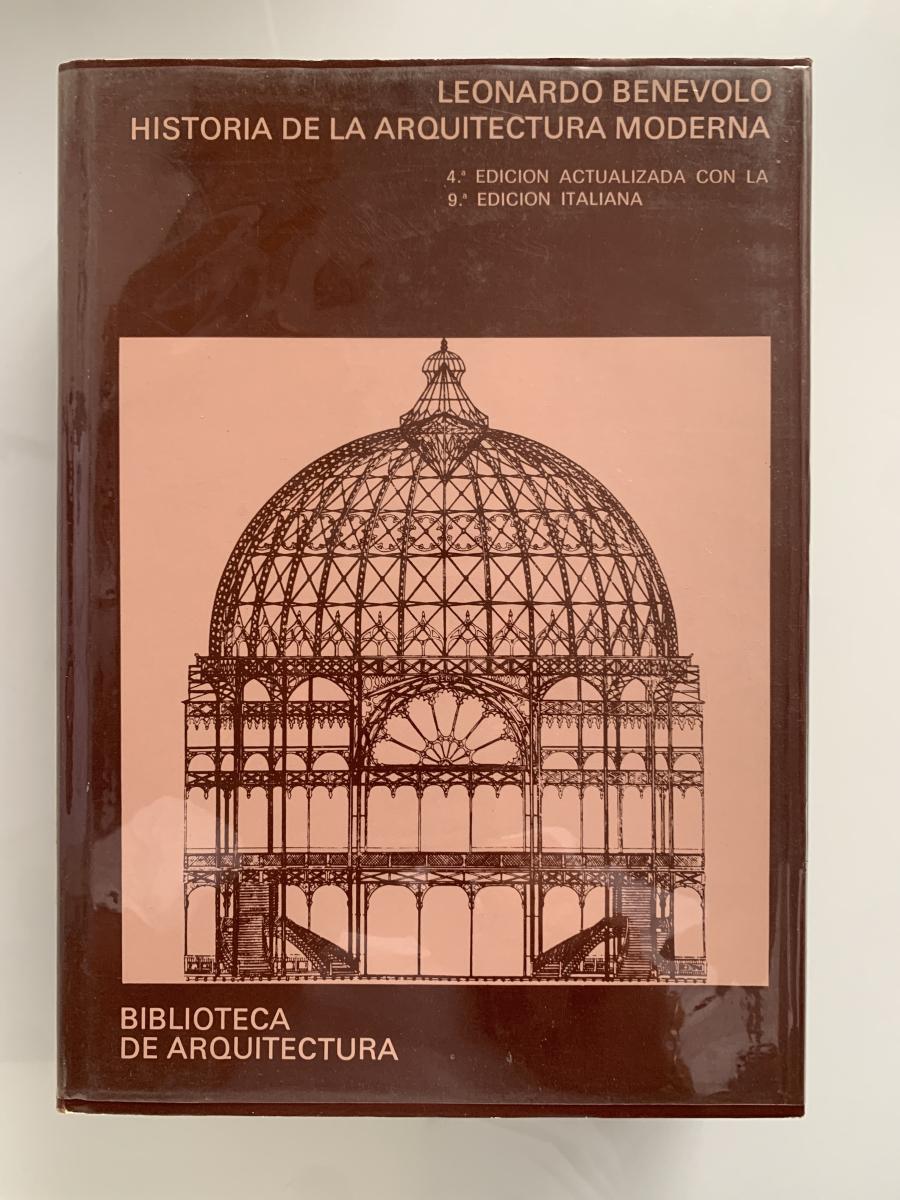 LEONARDO BENEVOLO
HISTORIA DE LA ARQUITECTURA MODERNA
4.ª EDICION ACTUALIZADA CON LA
9.ª EDICION ITALIANA
BIBLIOTECA
DE ARQUITECTURA